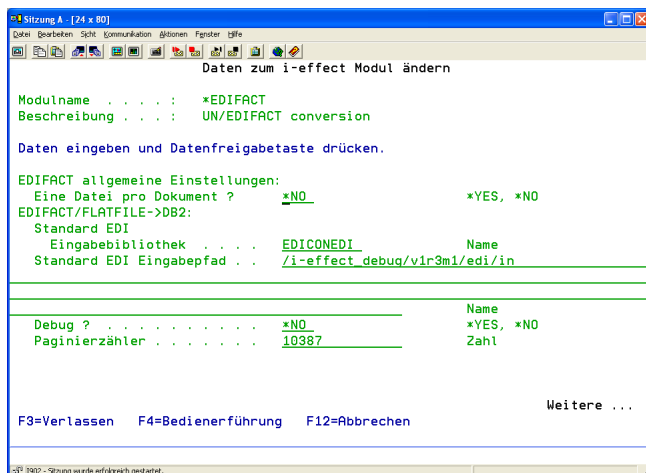 Sitzung A - [24 x 80]
Datei Bearbeiten Sicht Kommunikation Aktionen Fenster Hilfe
Daten zum i-effect Modul ändern
Modulname . . . . : *EDIFACT
Beschreibung . . . : UN/EDIFACT conversion
Daten eingeben und Datenfreigabetaste drücken.
EDIFACT allgemeine Einstellungen:
Eine Datei pro Dokument ? *NO *YES, *NO
EDIFACT/FLATFILE->DB2:
Standard EDI
Eingabebibliothek . . . . EDICONEDI Name
Standard EDI Eingabepfad . . /i-effect_debug/v1r3m1/edi/in
Name
Debug ? . . . . . . . . . . *NO *YES, *NO
Paginierzähler . . . . . . . 10387 Zahl
Weitere ...
F3=Verlassen F4=Bedienerführung F12=Abbrechen
I902 - Sitzung wurde erfolgreich gestartet.